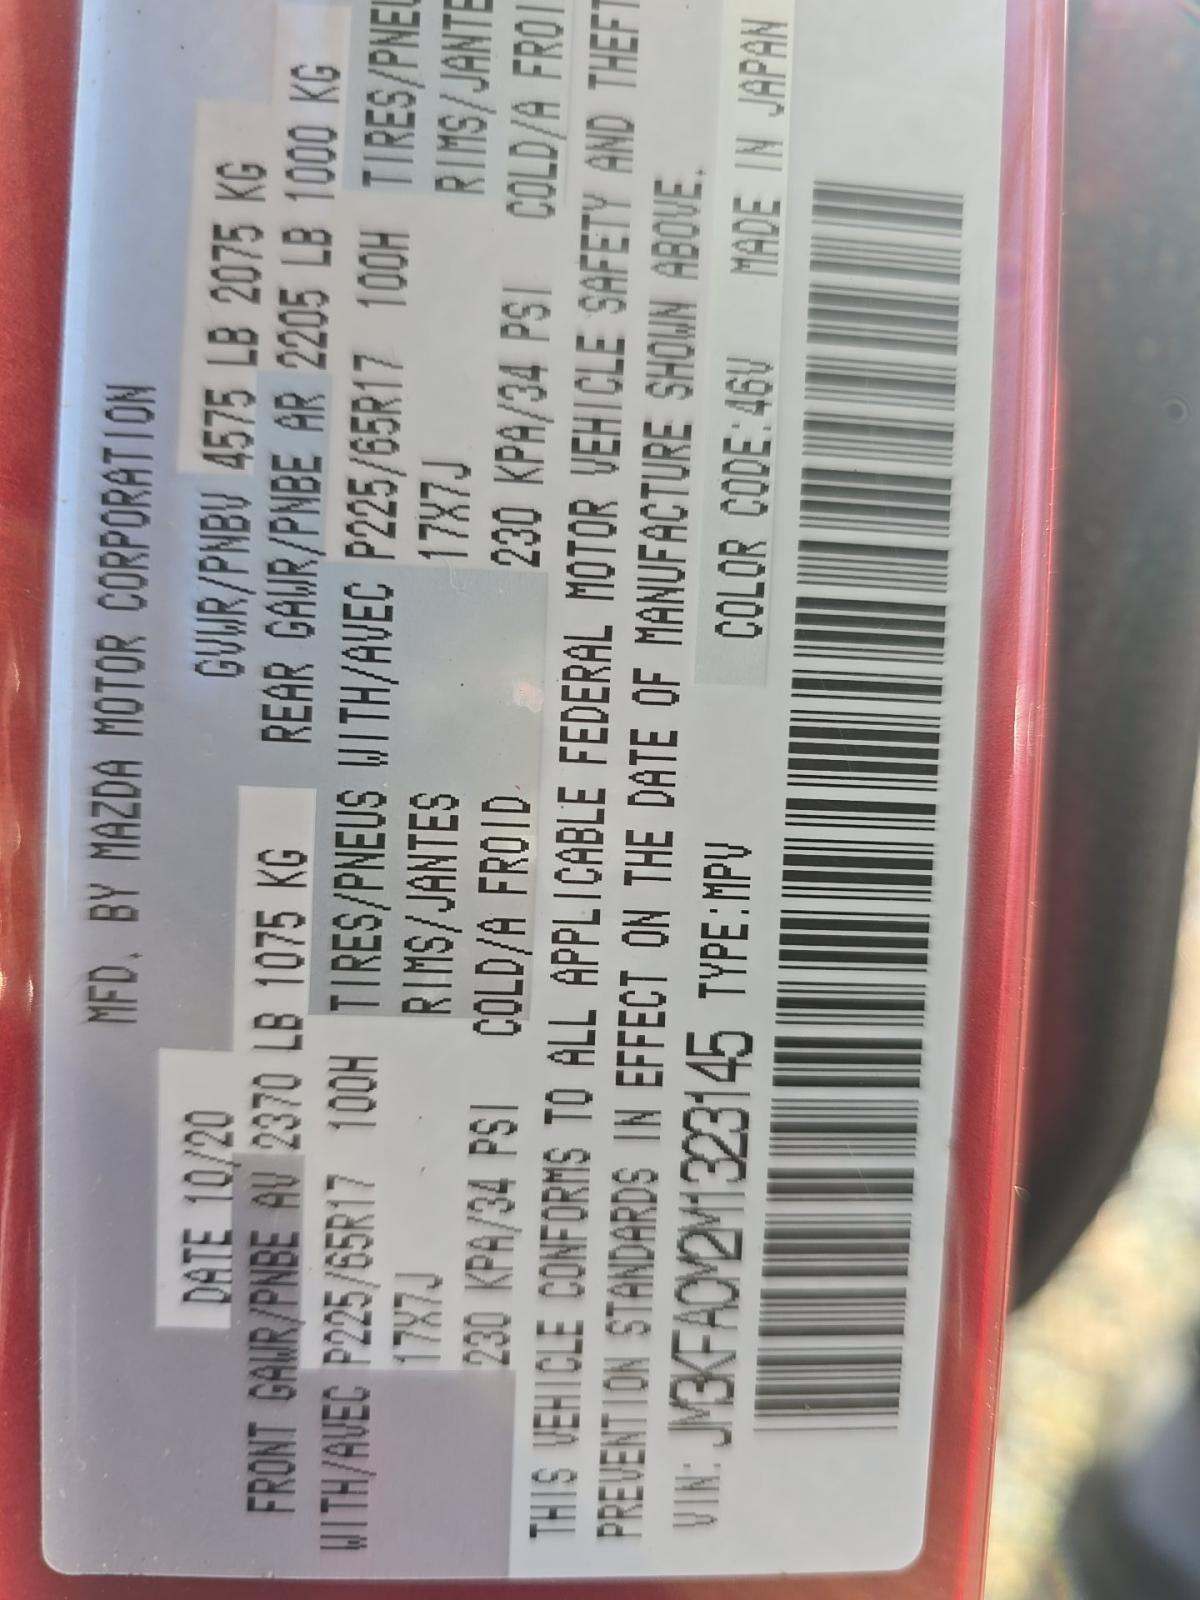 MFD. BY MAZDA MOTOR CORPORATION
DATE 10/20 GVWR/PNBV 4575 LB 2075 KG
FRONT GAWR/PNBE AV 2370 LB 1075 KG REAR GAWR/PNBE AR 2205 LB 1000 KG
WITH/AVEC P225/65R17 100H TIRES/PNEUS WITH/AVEC P225/65R17 100H TIRES/PNEU
17X7J RIMS/JANTES 17X7J RIMS/JANTE
230 KPA/34 PSI COLD/A FROID 230 KPA/34 PSI COLD/A FROI
THIS VEHICLE CONFORMS TO ALL APPLICABLE FEDERAL MOTOR VEHICLE SAFETY AND THEFT
PREVENTION STANDARDS IN EFFECT ON THE DATE OF MANUFACTURE SHOWN ABOVE.
VIN: JM3KFACM2M1323145 TYPE:MPV COLOR CODE:46V MADE IN JAPAN